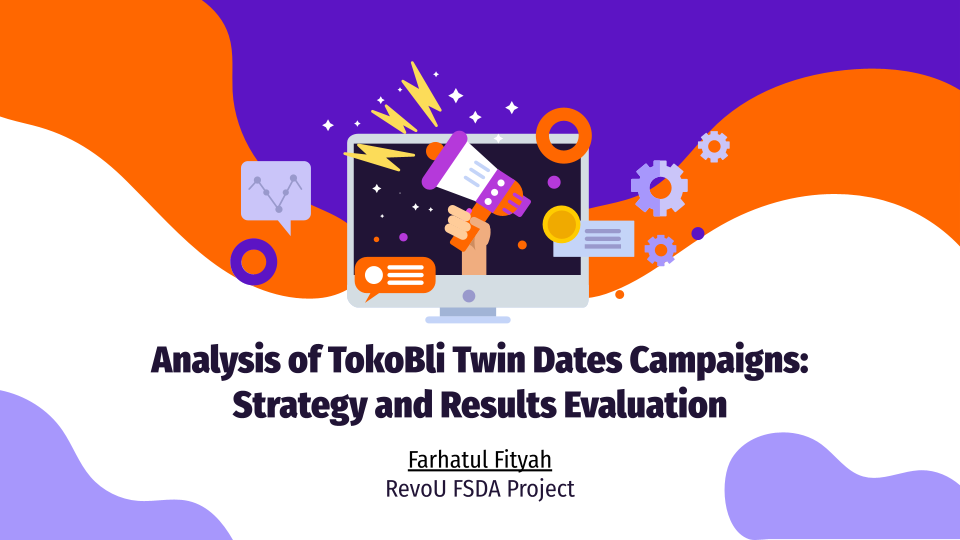 Analysis of TokoBli Twin Dates Campaigns:
Strategy and Results Evaluation
Farhatul Fityah
RevoU FSDA Project